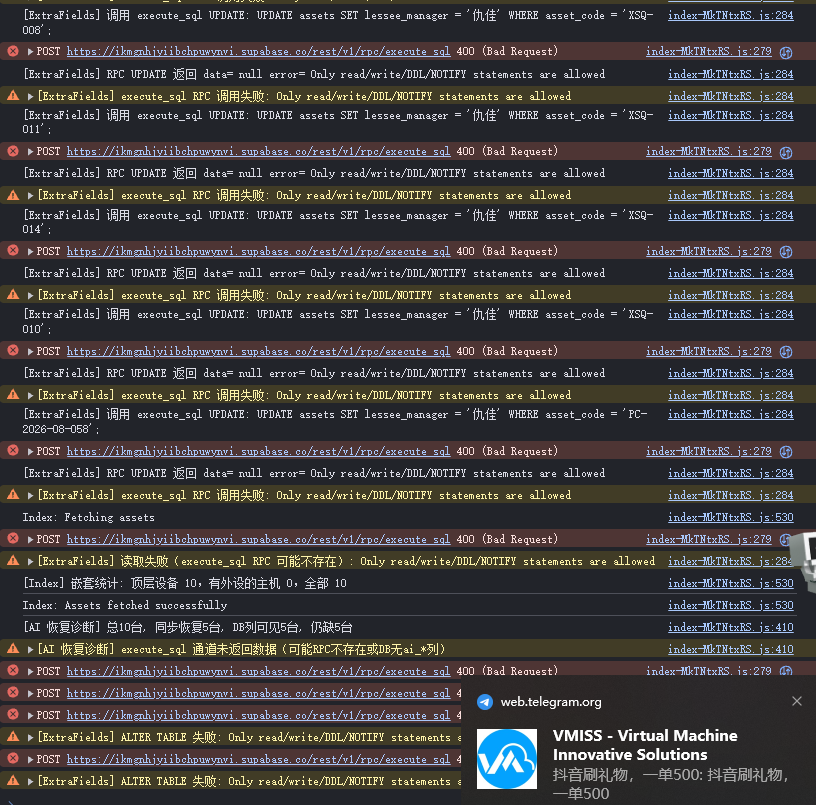 [ExtraFields] 调用 execute_sql UPDATE: UPDATE assets SET lessee_manager = '仇佳' WHERE asset_code = 'XSQ- index-MkTNtxRS.js:284
008';
POST https://ikmgnhjyiibchpuwynvi.supabase.co/rest/v1/rpc/execute_sql 400 (Bad Request) index-MkTNtxRS.js:279
[ExtraFields] RPC UPDATE 返回 data= null error= Only read/write/DDL/NOTIFY statements are allowed index-MkTNtxRS.js:284
[ExtraFields] execute_sql RPC 调用失败: Only read/write/DDL/NOTIFY statements are allowed index-MkTNtxRS.js:284
[ExtraFields] 调用 execute_sql UPDATE: UPDATE assets SET lessee_manager = '仇佳' WHERE asset_code = 'XSQ- index-MkTNtxRS.js:284
011';
POST https://ikmgnhjyiibchpuwynvi.supabase.co/rest/v1/rpc/execute_sql 400 (Bad Request) index-MkTNtxRS.js:279
[ExtraFields] RPC UPDATE 返回 data= null error= Only read/write/DDL/NOTIFY statements are allowed index-MkTNtxRS.js:284
[ExtraFields] execute_sql RPC 调用失败: Only read/write/DDL/NOTIFY statements are allowed index-MkTNtxRS.js:284
[ExtraFields] 调用 execute_sql UPDATE: UPDATE assets SET lessee_manager = '仇佳' WHERE asset_code = 'XSQ- index-MkTNtxRS.js:284
014';
POST https://ikmgnhjyiibchpuwynvi.supabase.co/rest/v1/rpc/execute_sql 400 (Bad Request) index-MkTNtxRS.js:279
[ExtraFields] RPC UPDATE 返回 data= null error= Only read/write/DDL/NOTIFY statements are allowed index-MkTNtxRS.js:284
[ExtraFields] execute_sql RPC 调用失败: Only read/write/DDL/NOTIFY statements are allowed index-MkTNtxRS.js:284
[ExtraFields] 调用 execute_sql UPDATE: UPDATE assets SET lessee_manager = '仇佳' WHERE asset_code = 'XSQ- index-MkTNtxRS.js:284
010';
POST https://ikmgnhjyiibchpuwynvi.supabase.co/rest/v1/rpc/execute_sql 400 (Bad Request) index-MkTNtxRS.js:279
[ExtraFields] RPC UPDATE 返回 data= null error= Only read/write/DDL/NOTIFY statements are allowed index-MkTNtxRS.js:284
[ExtraFields] execute_sql RPC 调用失败: Only read/write/DDL/NOTIFY statements are allowed index-MkTNtxRS.js:284
[ExtraFields] 调用 execute_sql UPDATE: UPDATE assets SET lessee_manager = '仇佳' WHERE asset_code = 'PC- index-MkTNtxRS.js:284
2026-08-058';
POST https://ikmgnhjyiibchpuwynvi.supabase.co/rest/v1/rpc/execute_sql 400 (Bad Request) index-MkTNtxRS.js:279
[ExtraFields] RPC UPDATE 返回 data= null error= Only read/write/DDL/NOTIFY statements are allowed index-MkTNtxRS.js:284
[ExtraFields] execute_sql RPC 调用失败: Only read/write/DDL/NOTIFY statements are allowed index-MkTNtxRS.js:284
Index: Fetching assets index-MkTNtxRS.js:530
POST https://ikmgnhjyiibchpuwynvi.supabase.co/rest/v1/rpc/execute_sql 400 (Bad Request) index-MkTNtxRS.js:279
[ExtraFields] 读取失败（execute_sql RPC 可能不存在）: Only read/write/DDL/NOTIFY statements are allowed index-MkTNtxRS.js:284
[Index] 嵌套统计: 顶层设备 10，有外设的主机 0，全部 10 index-MkTNtxRS.js:530
Index: Assets fetched successfully index-MkTNtxRS.js:530
[AI 恢复诊断] 总10台, 同步恢复5台, DB列可见5台, 仍缺5台 index-MkTNtxRS.js:410
[AI 恢复诊断] execute_sql 通道未返回数据（可能RPC不存在或DB无ai_*列） index-MkTNtxRS.js:410
POST https://ikmgnhjyiibchpuwynvi.supabase.co/rest/v1/rpc/execute_sql 400 (Bad Request) index-MkTNtxRS.js:279
POST https://ikmgnhjyiibchpuwynvi.supabase.co/rest/v1/rpc/execute_sql 4
POST https://ikmgnhjyiibchpuwynvi.supabase.co/rest/v1/rpc/execute_sql 4
[ExtraFields] ALTER TABLE 失败: Only read/write/DDL/NOTIFY statements a
POST https://ikmgnhjyiibchpuwynvi.supabase.co/rest/v1/rpc/execute_sql 4
[ExtraFields] ALTER TABLE 失败: Only read/write/DDL/NOTIFY statements a
web.telegram.org
VMISS - Virtual Machine
Innovative Solutions
抖音刷礼物，一单500: 抖音刷礼物，
一单500